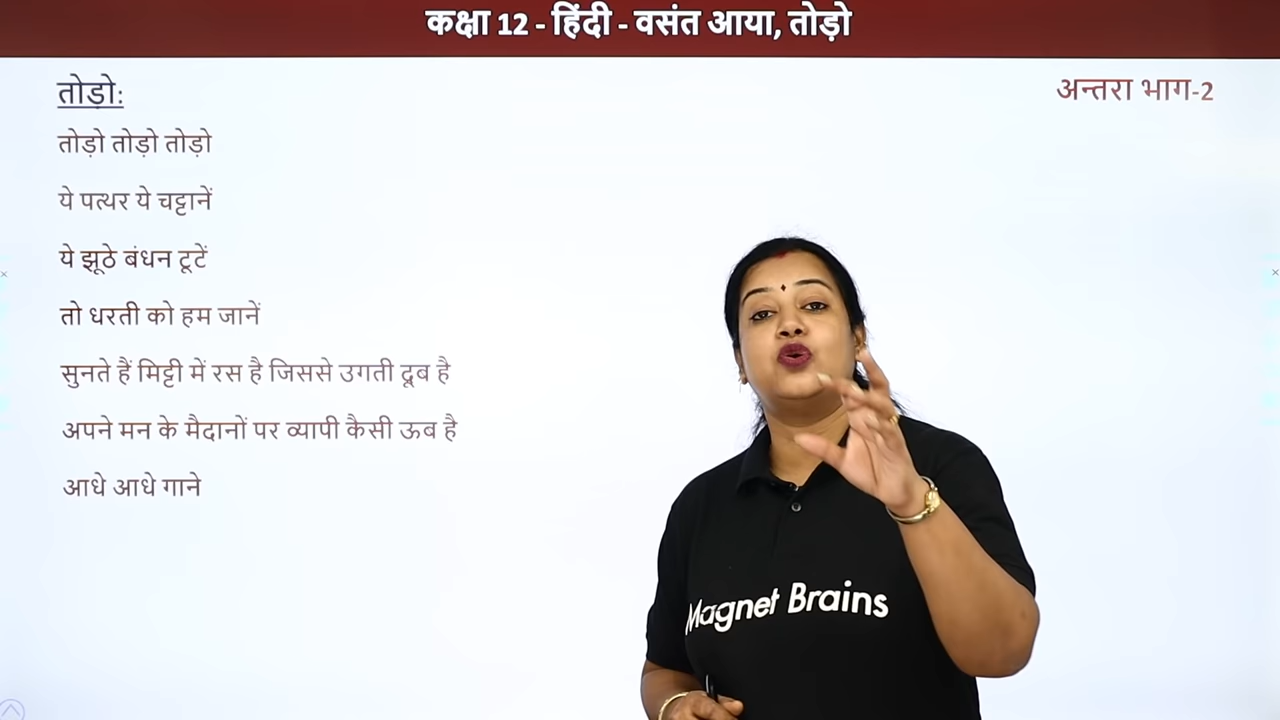 कक्षा 12 - हिंदी - वसंत आया, तोड़ो
तोड़ो:
अन्तरा भाग-2
तोड़ो तोड़ो तोड़ो
ये पत्थर ये चट्टानें
ये झूठे बंधन टूटें
तो धरती को हम जानें
सुनते हैं मिट्टी में रस है जिससे उगती दूब है
अपने मन के मैदानों पर व्यापी कैसी ऊब है
आधे आधे गाने
Magnet Brains